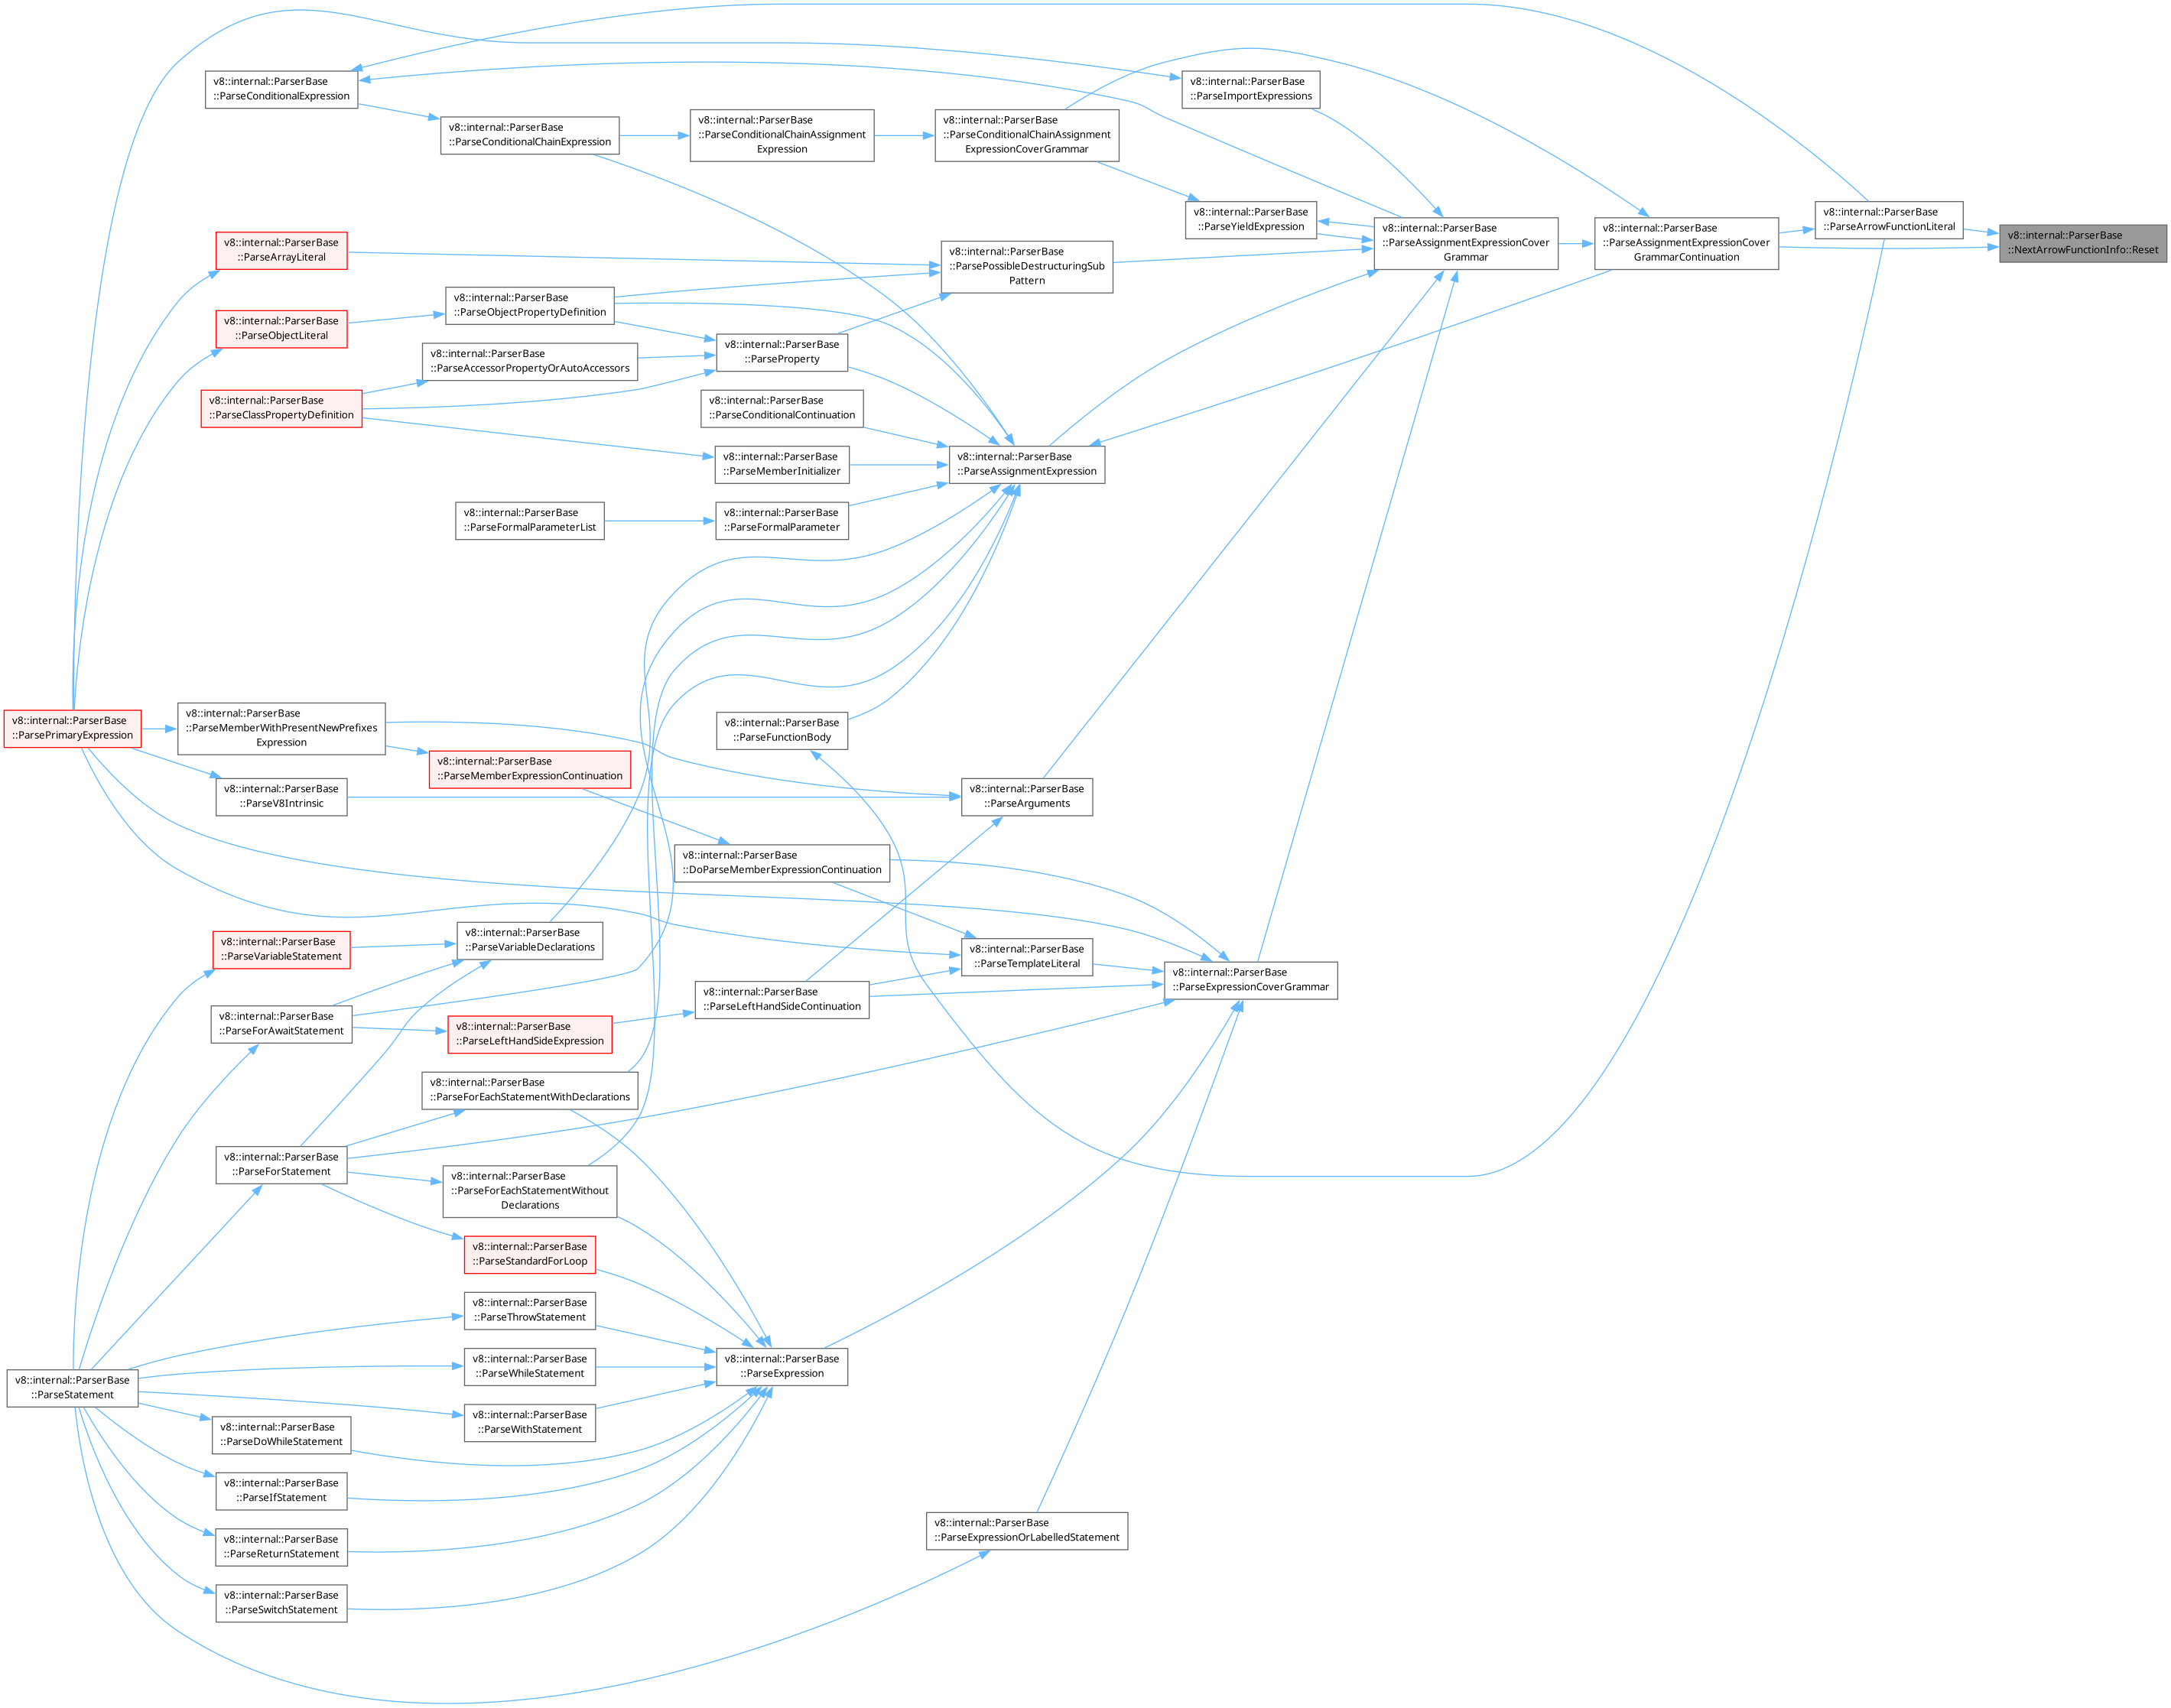 v8::internal::ParserBase
::ParseConditionalExpression
v8::internal::ParserBase
::ParseImportExpressions
v8::internal::ParserBase
::ParseConditionalChainExpression
v8::internal::ParserBase
::ParseConditionalChainAssignment
Expression
v8::internal::ParserBase
::ParseConditionalChainAssignment
ExpressionCoverGrammar
v8::internal::ParserBase
::ParseYieldExpression
v8::internal::ParserBase
::ParseAssignmentExpressionCover
Grammar
v8::internal::ParserBase
::ParseAssignmentExpressionCover
GrammarContinuation
v8::internal::ParserBase
::ParseArrowFunctionLiteral
v8::internal::ParserBase
::NextArrowFunctionInfo::Reset
v8::internal::ParserBase
::ParseArrayLiteral
v8::internal::ParserBase
::ParsePossibleDestructuringSub
Pattern
v8::internal::ParserBase
::ParseObjectLiteral
v8::internal::ParserBase
::ParseObjectPropertyDefinition
v8::internal::ParserBase
::ParseProperty
v8::internal::ParserBase
::ParseAccessorPropertyOrAutoAccessors
v8::internal::ParserBase
::ParseClassPropertyDefinition
v8::internal::ParserBase
::ParseConditionalContinuation
v8::internal::ParserBase
::ParseMemberInitializer
v8::internal::ParserBase
::ParseAssignmentExpression
v8::internal::ParserBase
::ParseFormalParameterList
v8::internal::ParserBase
::ParseFormalParameter
v8::internal::ParserBase
::ParsePrimaryExpression
v8::internal::ParserBase
::ParseMemberWithPresentNewPrefixes
Expression
v8::internal::ParserBase
::ParseFunctionBody
v8::internal::ParserBase
::ParseMemberExpressionContinuation
v8::internal::ParserBase
::ParseV8Intrinsic
v8::internal::ParserBase
::ParseArguments
v8::internal::ParserBase
::DoParseMemberExpressionContinuation
v8::internal::ParserBase
::ParseVariableStatement
v8::internal::ParserBase
::ParseVariableDeclarations
v8::internal::ParserBase
::ParseTemplateLiteral
v8::internal::ParserBase
::ParseExpressionCoverGrammar
v8::internal::ParserBase
::ParseLeftHandSideContinuation
v8::internal::ParserBase
::ParseForAwaitStatement
v8::internal::ParserBase
::ParseLeftHandSideExpression
v8::internal::ParserBase
::ParseForEachStatementWithDeclarations
v8::internal::ParserBase
::ParseForStatement
v8::internal::ParserBase
::ParseForEachStatementWithout
Declarations
v8::internal::ParserBase
::ParseStandardForLoop
v8::internal::ParserBase
::ParseThrowStatement
v8::internal::ParserBase
::ParseStatement
v8::internal::ParserBase
::ParseWhileStatement
v8::internal::ParserBase
::ParseExpression
v8::internal::ParserBase
::ParseDoWhileStatement
v8::internal::ParserBase
::ParseWithStatement
v8::internal::ParserBase
::ParseIfStatement
v8::internal::ParserBase
::ParseReturnStatement
v8::internal::ParserBase
::ParseExpressionOrLabelledStatement
v8::internal::ParserBase
::ParseSwitchStatement